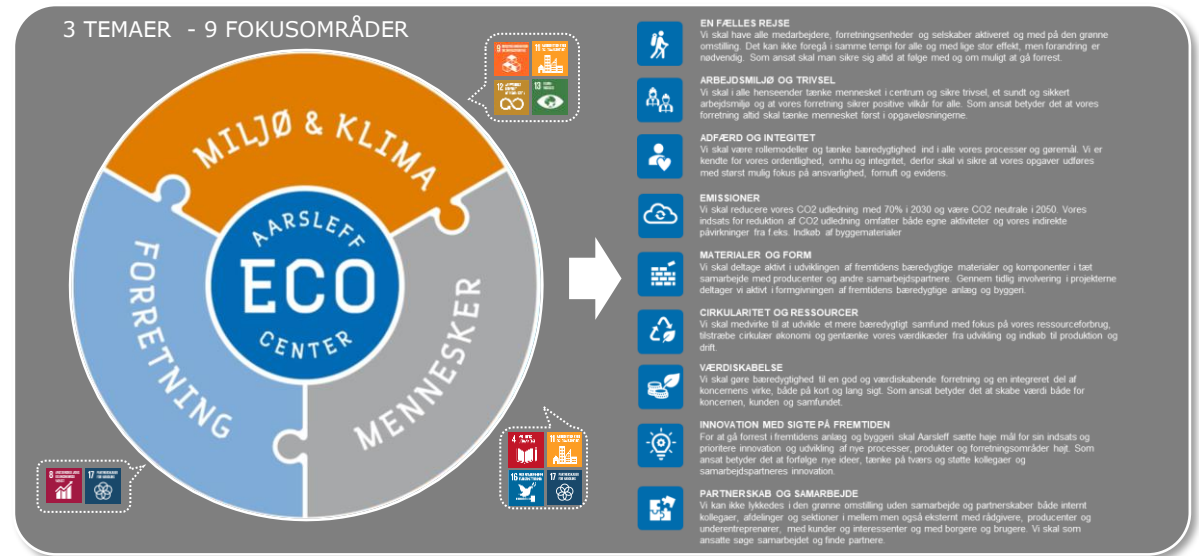 3 TEMAER - 9 FOKUSOMRÅDER
MILJØ & KLIMA
FORRETNING
MENNESKER
AARSLEFF
ECO
CENTER
9
11
12
13
8
17
4
11
16
17
EN FÆLLES REJSE
Vi skal have alle medarbejdere, forretningsenheder og selskaber aktiveret og med på den grønne
omstilling. Det kan ikke foregå i samme tempi for alle og med lige stor effekt, men forandring er
nødvendig. Som ansat skal man sikre sig altid at følge med og om muligt at gå forrest.
ARBEJDSMILJØ OG TRIVSEL
Vi skal i alle henseender tænke mennesket i centrum og sikre trivsel, et sundt og sikkert
arbejdsmiljø og at vores forretning sikrer positive vilkår for alle. Som ansat betyder det at vores
forretning altid skal tænke mennesket først i opgaveløsningerne.
ADFÆRD OG INTEGITET
Vi skal være rollemodeller og tænke bæredygtighed ind i alle vores processer og gøremål. Vi er
kendte for vores ordentlighed, omhu og integritet, derfor skal vi sikre at vores opgaver udføres
med størst mulig fokus på ansvarlighed, fornuft og evidens.
EMISSIONER
Vi skal reducere vores CO2 udledning med 70% i 2030 og være CO2 neutrale i 2050. Vores
indsats for reduktion af CO2 udledning omfatter både egne aktiviteter og vores indirekte
påvirkninger fra f.eks. Indkøb af byggematerialer
MATERIALER OG FORM
Vi skal deltage aktivt i udviklingen af fremtidens bæredygtige materialer og komponenter i tæt
samarbejde med producenter og andre samarbejdspartnere. Gennem tidlig involvering i projekterne
deltager vi aktivt i formgivningen af fremtidens bæredygtige anlæg og byggeri.
CIRKULARITET OG RESSOURCER
Vi skal medvirke til at udvikle et mere bæredygtigt samfund med fokus på vores ressourceforbrug,
tilstræbe cirkulær økonomi og gentænke vores værdikæder fra udvikling og indkøb til produktion og
drift.
VÆRDISKABELSE
Vi skal gøre bæredygtighed til en god og værdiskabende forretning og en integreret del af
koncernens virke, både på kort og lang sigt. Som ansat betyder det at skabe værdi både for
koncernen, kunden og samfundet.
INNOVATION MED SIGTE PÅ FREMTIDEN
For at gå forrest i fremtidens anlæg og byggeri skal Aarsleff sætte høje mål for sin indsats og
prioritere innovation og udvikling af nye processer, produkter og forretningsområder højt. Som
ansat betyder det at forfølge nye ideer, tænke på tværs og støtte kollegaer og
samarbejdspartneres innovation.
PARTNERSKAB OG SAMARBEJDE
Vi kan ikke lykkedes i den grønne omstilling uden samarbejde og partnerskaber både internt
kollegaer, afdelinger og sektioner i mellem men også eksternt med rådgivere, producenter og
underentreprenører, med kunder og interessenter og med borgere og brugere. Vi skal som
ansatte søge samarbejdet og finde partnere.